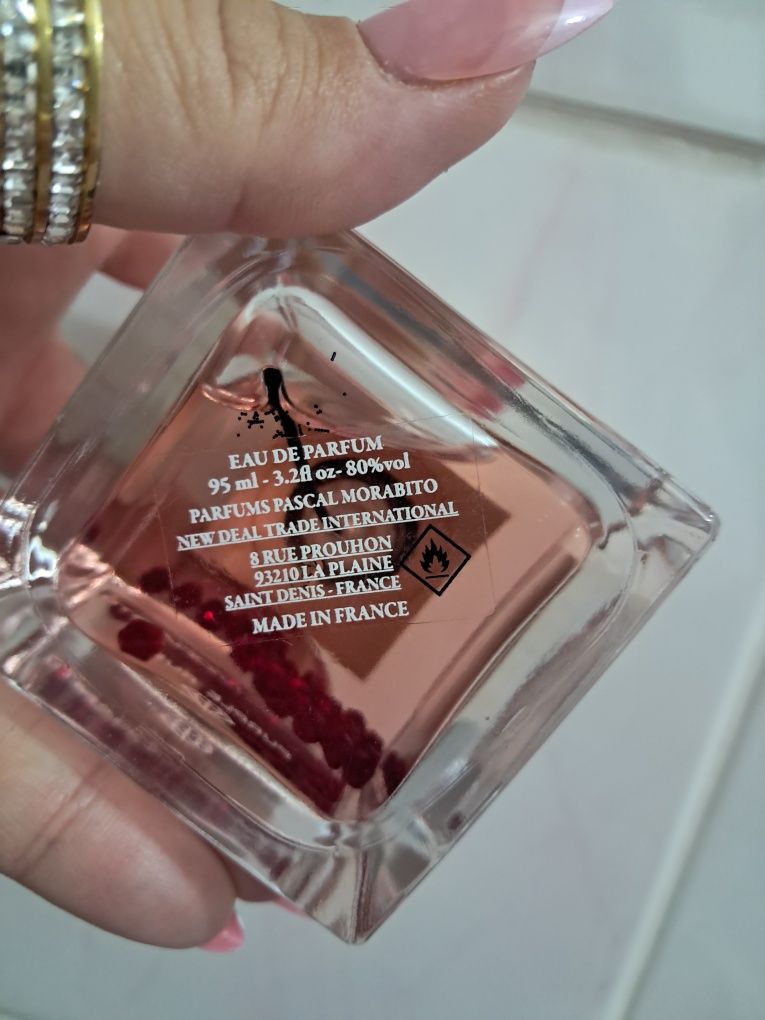 EAU DE PARFUM
95 ml - 3.2fl oz- 80%vol
PARFUMS PASCAL MORABITO
NEW DEAL TRADE INTERNATIONAL
8 RUE PROUHON
93210 LA PLAINE
SAINT DENIS - FRANCE
MADE IN FRANCE